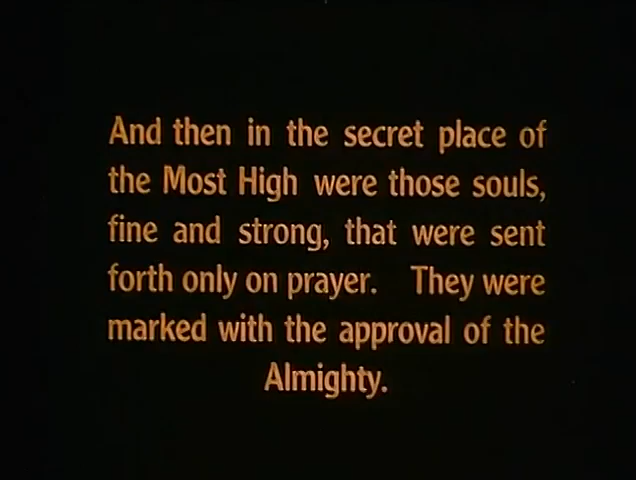 And then in the secret place of
the Most High were those souls,
fine and strong, that were sent
forth only on prayer. They were
marked with the approval of the
Almighty.